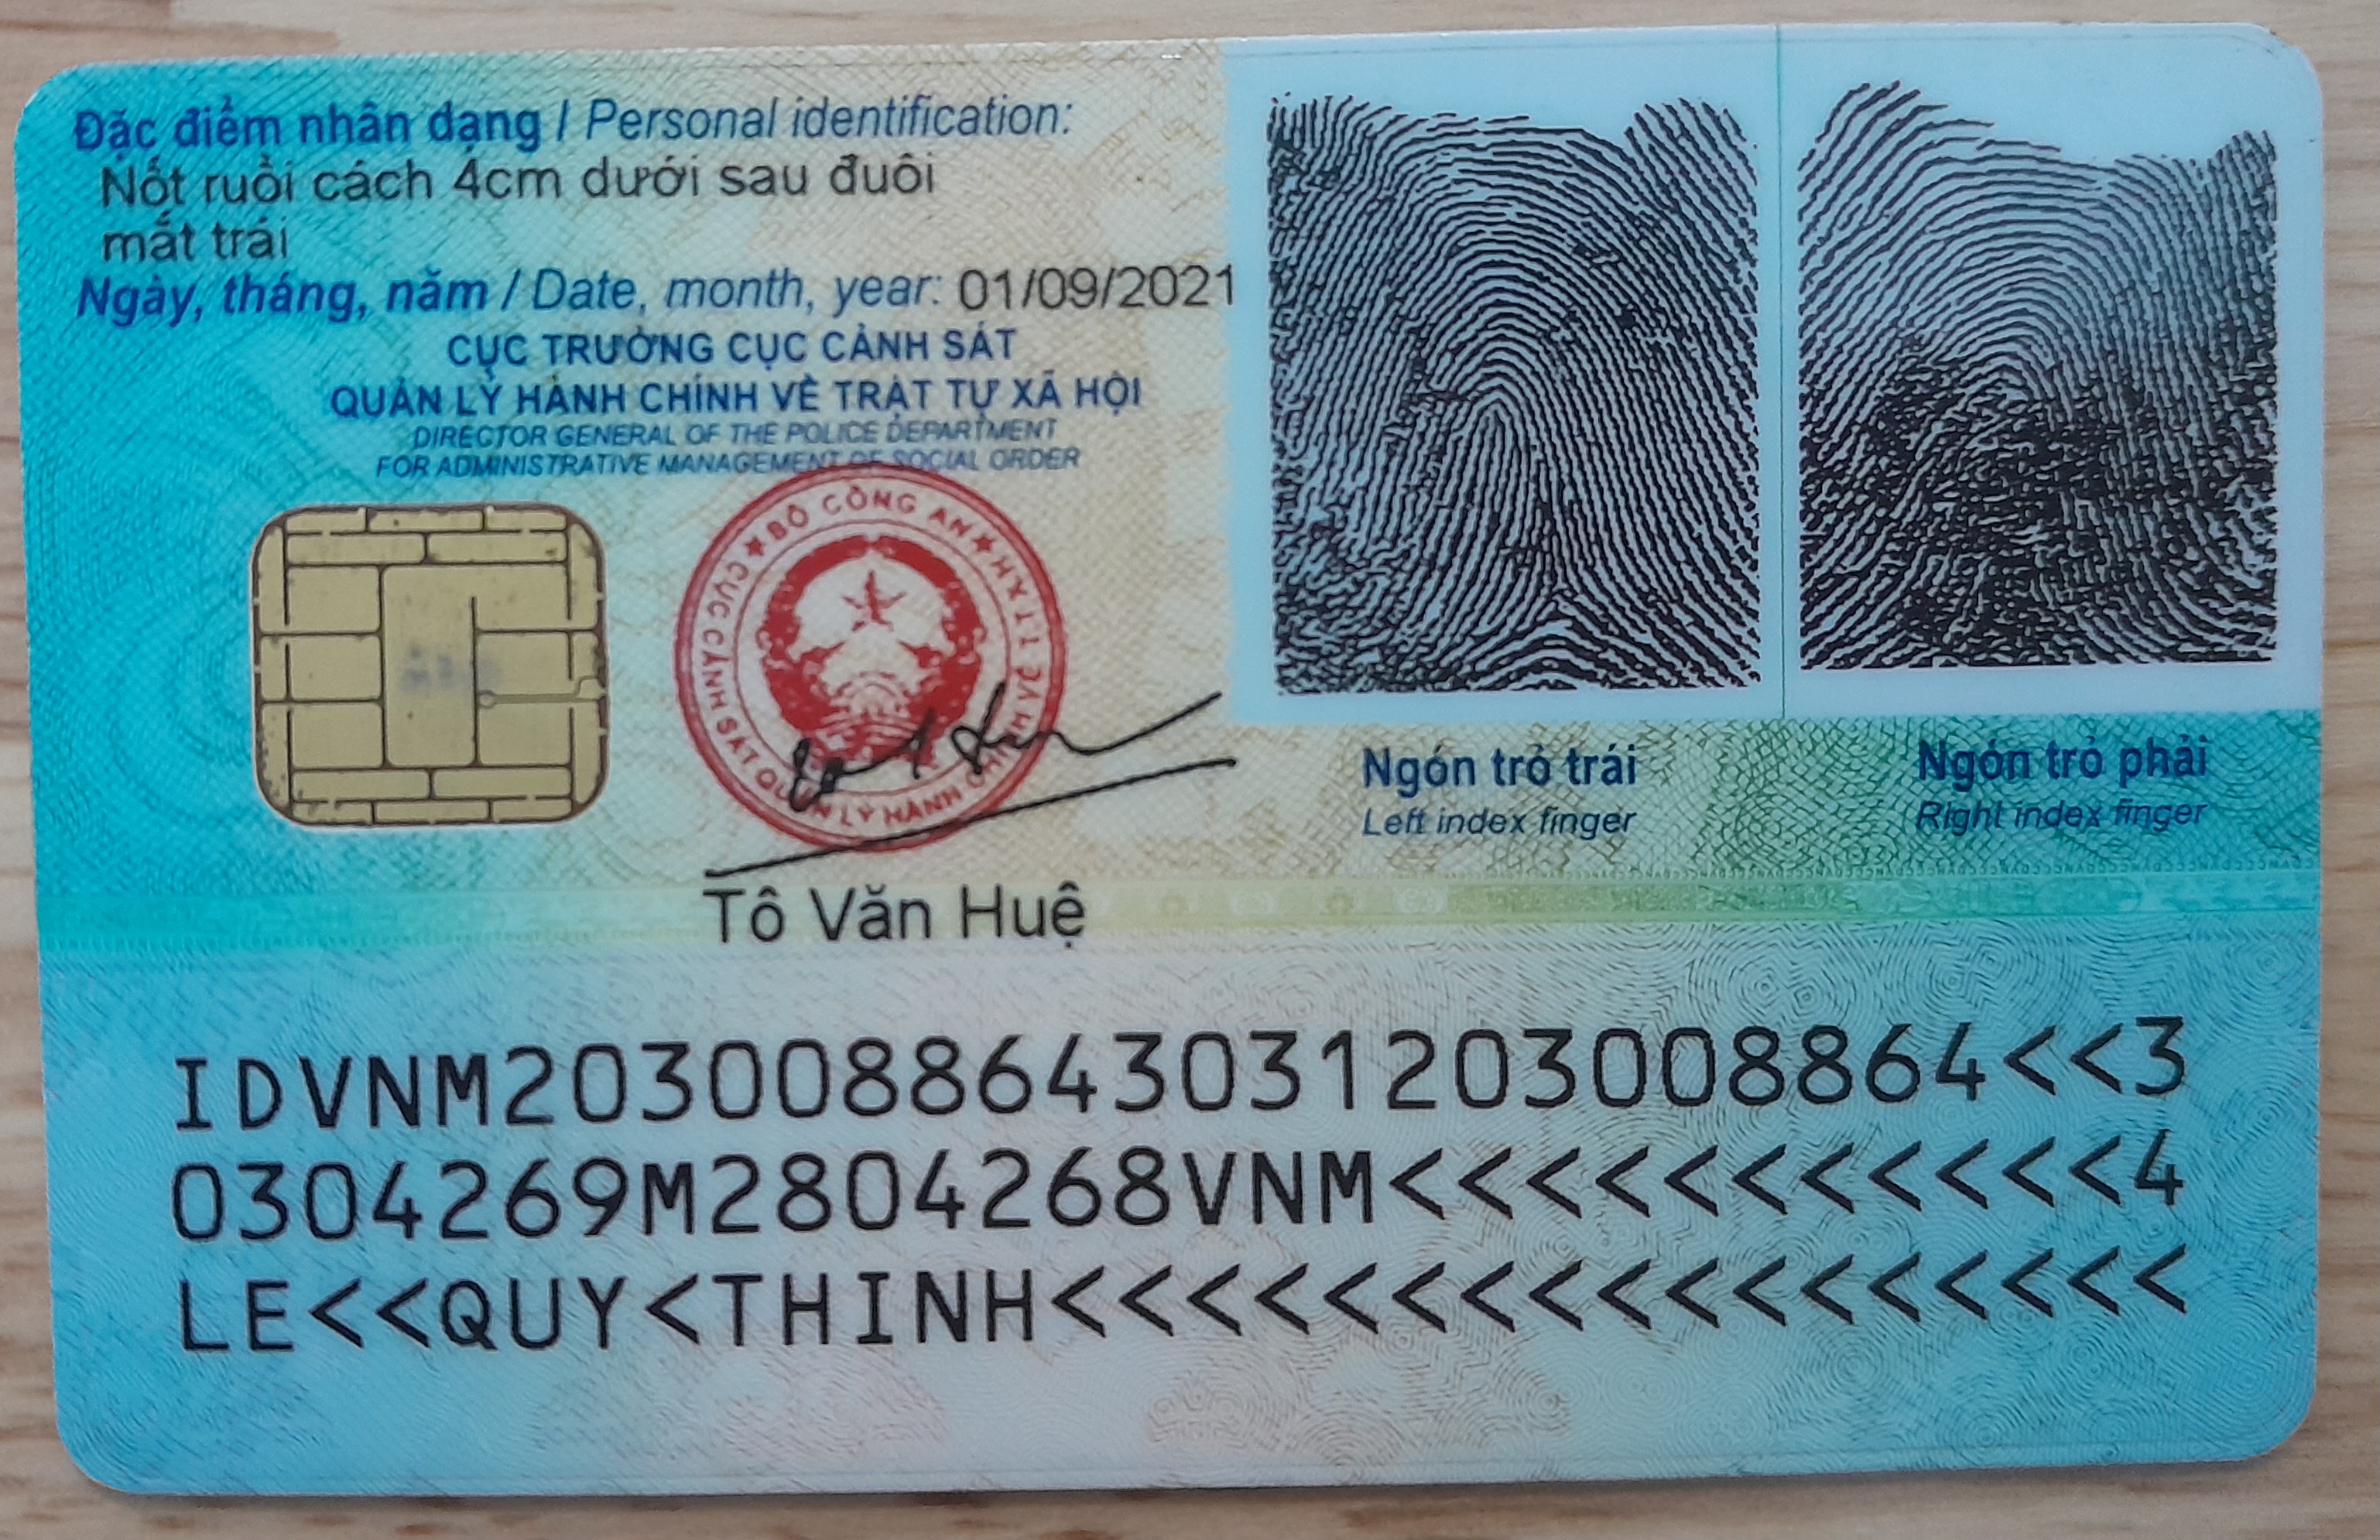 Đặc điểm nhân dạng / Personal identification:
Nốt ruồi cách 4cm dưới sau đuôi
mắt trái
Ngày, tháng, năm / Date, month, year: 01/09/2021
CỤC TRƯỞNG CỤC CẢNH SÁT
QUẢN LÝ HÀNH CHÍNH VỀ TRẬT TỰ XÃ HỘI
DIRECTOR GENERAL OF THE POLICE DEPARTMENT
FOR ADMINISTRATIVE MANAGEMENT OF SOCIAL ORDER
BỘ CÔNG AN
CỤC CẢNH SÁT QUẢN LÝ HÀNH CHÍNH VỀ TTXH
Tô Văn Huệ
Ngón trỏ trái
Left index finger
Ngón trỏ phải
Right index finger
IDVNM2030088643031203008864<<3
0304269M2804268VNM<<<<<<<<<<<4
LE<<QUY<THINH<<<<<<<<<<<<<<<<<